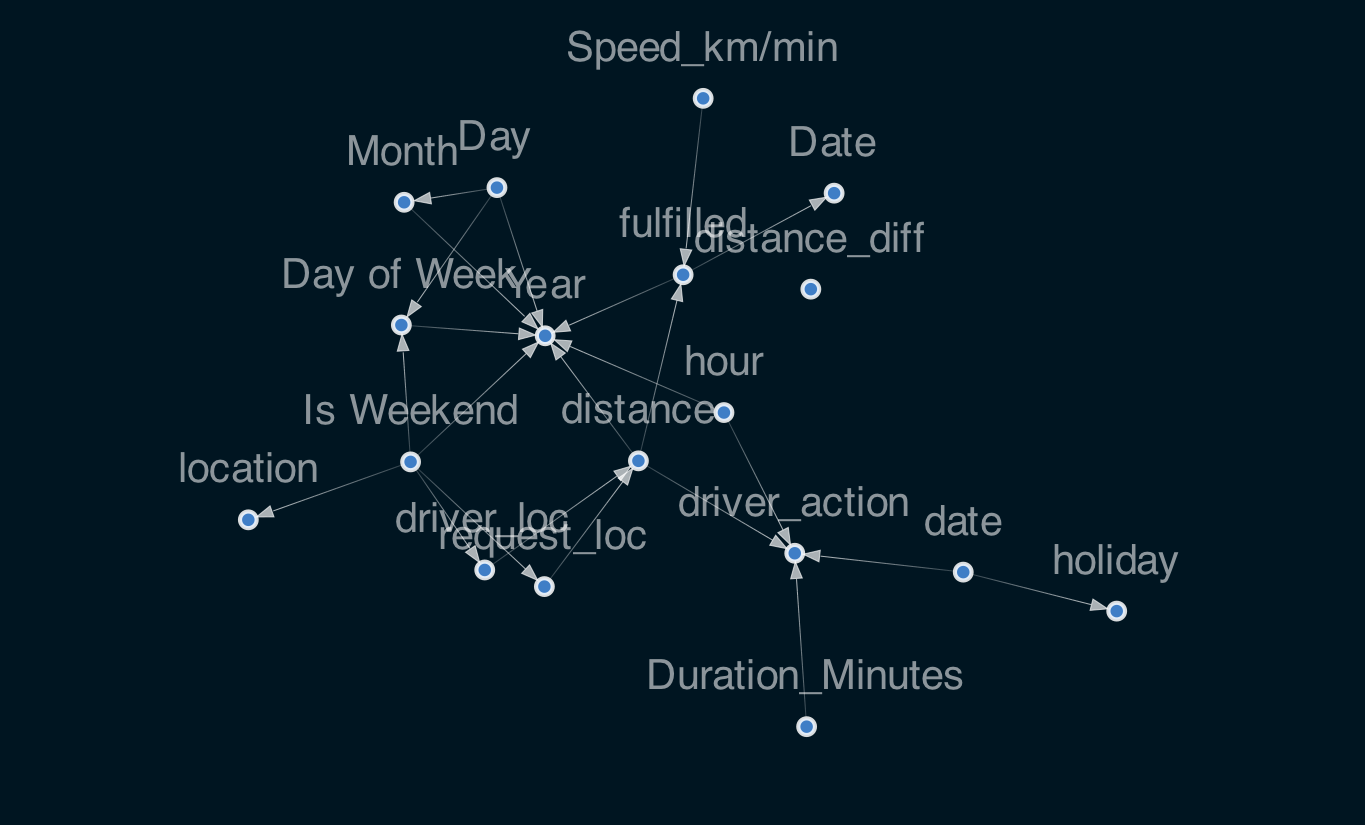 Speed_km/min
Day
Month
Date
fulfilled
distance_diff
Day of Week
Year
hour
Is Weekend
distance
location
driver_action
driver_loc
date
request_loc
holiday
Duration_Minutes